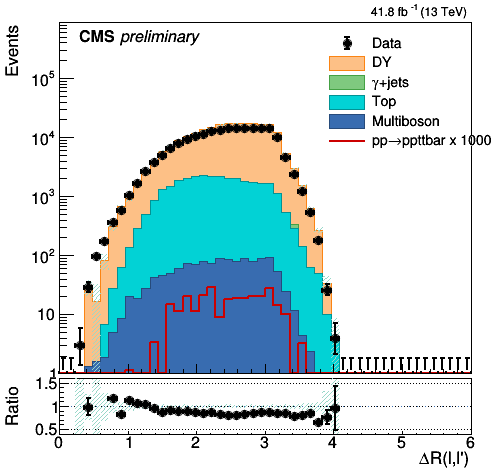 41.8 fb⁻¹ (13 TeV)
CMS preliminary
Events
Data
DY
γ+jets
Top
Multiboson
pp→ppttbar x 1000
10⁵
10⁴
10³
10²
10
1
Ratio
1.5
1
0.5
0 1 2 3 4 5 6
ΔR(l,l')